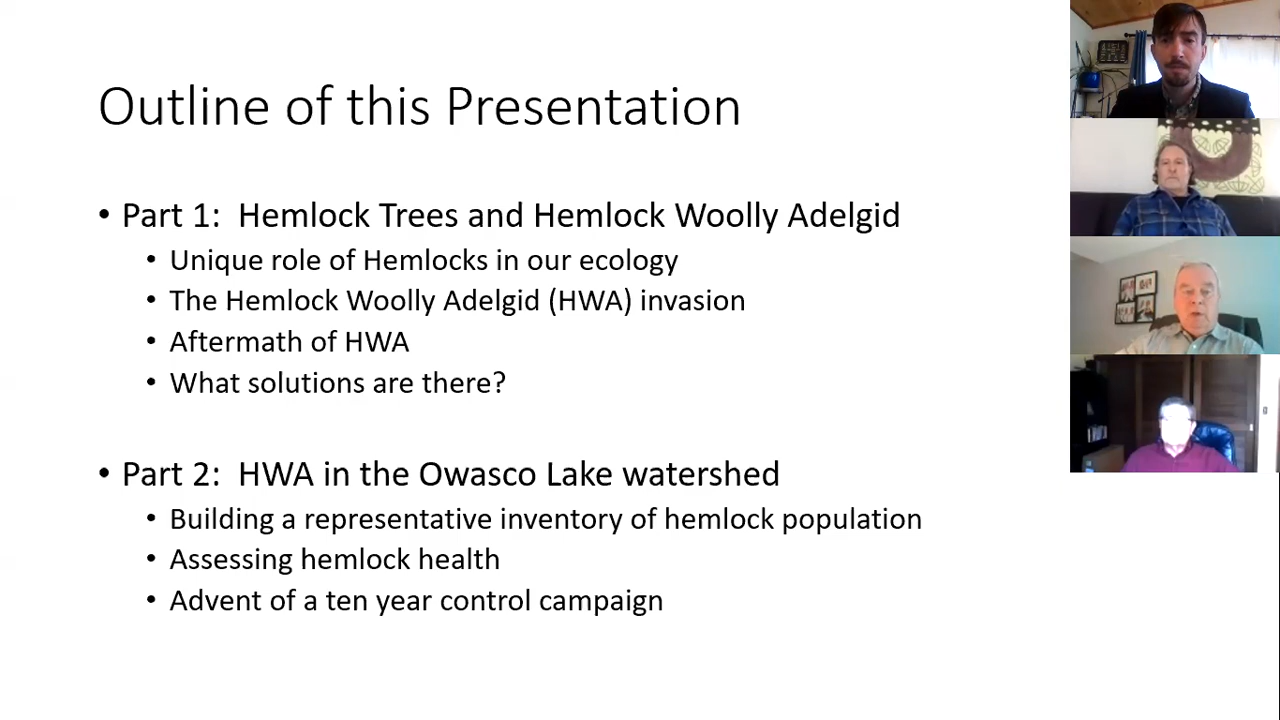 Outline of this Presentation
• Part 1: Hemlock Trees and Hemlock Woolly Adelgid
• Unique role of Hemlocks in our ecology
• The Hemlock Woolly Adelgid (HWA) invasion
• Aftermath of HWA
• What solutions are there?
• Part 2: HWA in the Owasco Lake watershed
• Building a representative inventory of hemlock population
• Assessing hemlock health
• Advent of a ten year control campaign